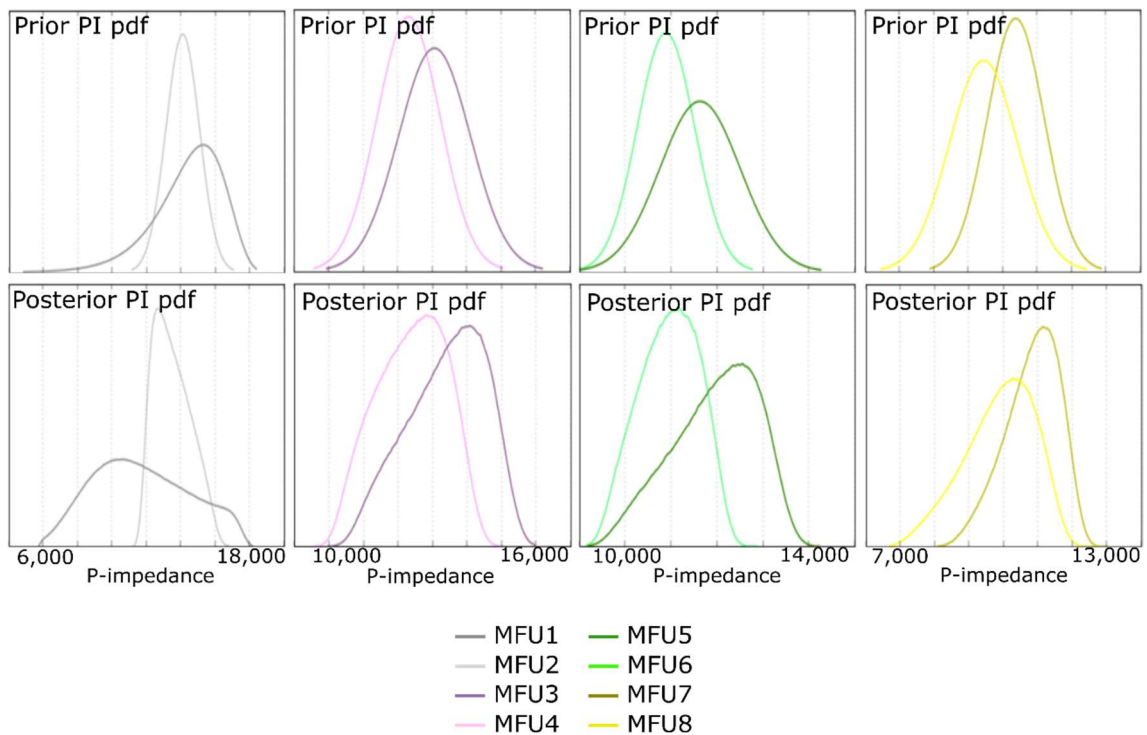 Prior PI pdf
Prior PI pdf
Prior PI pdf
Prior PI pdf
Posterior PI pdf
Posterior PI pdf
Posterior PI pdf
Posterior PI pdf
6,000 18,000 10,000 16,000 10,000 14,000 7,000 13,000
P-impedance P-impedance P-impedance P-impedance
MFU1 MFU5
MFU2 MFU6
MFU3 MFU7
MFU4 MFU8